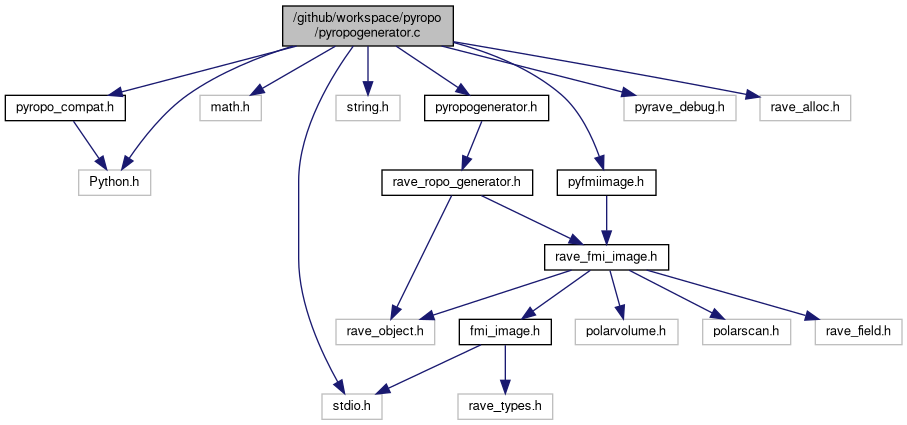 /github/workspace/pyropo
/pyropogenerator.c
pyropo_compat.h
math.h
string.h
pyropogenerator.h
pyrave_debug.h
rave_alloc.h
Python.h
rave_ropo_generator.h
pyfmiimage.h
rave_fmi_image.h
rave_object.h
fmi_image.h
polarvolume.h
polarscan.h
rave_field.h
stdio.h
rave_types.h